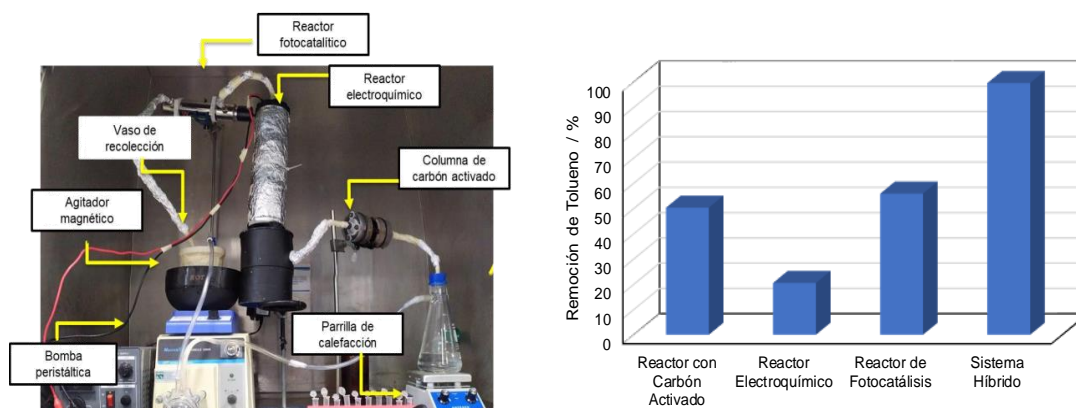 Reactor
fotocatalítico
Reactor
electroquímico
Vaso de
recolección
Columna de
carbón activado
Agitador
magnético
Parrilla de
calefacción
Bomba
peristáltica
Remoción de Tolueno / %
100
90
80
70
60
50
40
30
20
10
0
Reactor con
Carbón
Activado
Reactor
Electroquímico
Reactor de
Fotocatálisis
Sistema
Híbrido